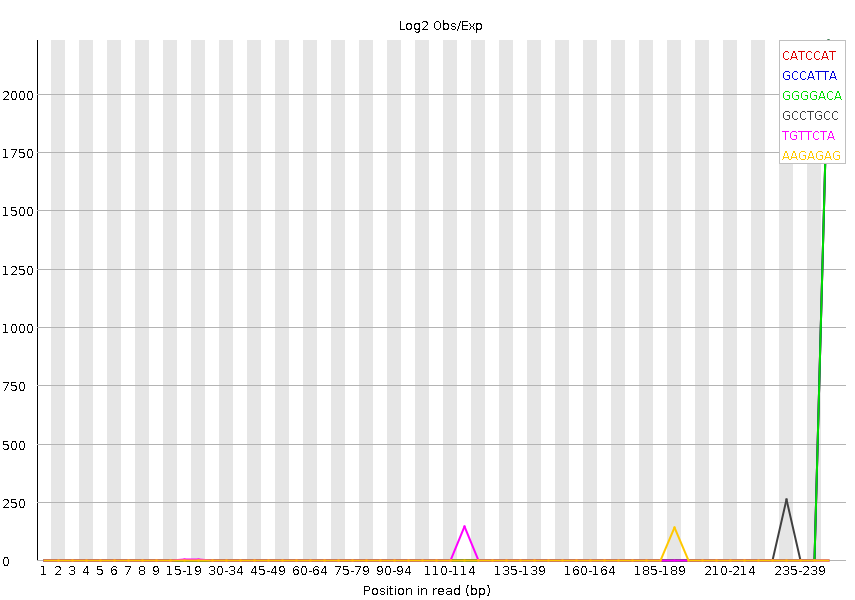 Log2 Obs/Exp
CATCCAT
GCCATTA
GGGGACA
GCCTGCC
TGTTCTA
AAGAGAG
2000
1750
1500
1250
1000
750
500
250
0
1 2 3 4 5 6 7 8 9 15-19 30-34 45-49 60-64 75-79 90-94 110-114 135-139 160-164 185-189 210-214 235-239
Position in read (bp)